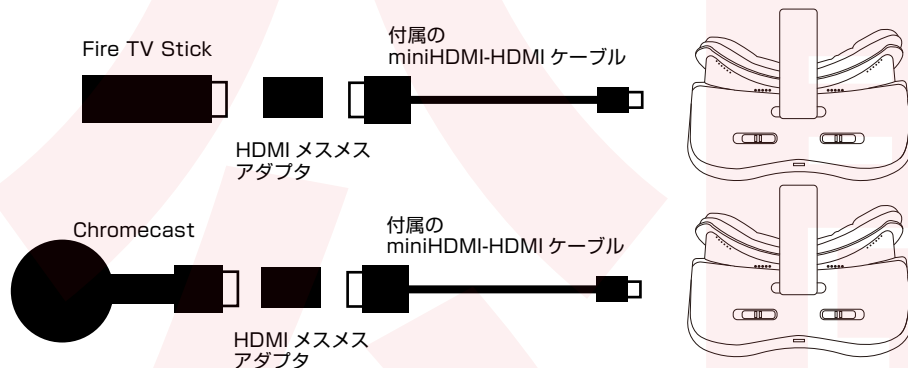 Fire TV Stick
付属の
miniHDMI-HDMI ケーブル
HDMI メスメス
アダプタ
Chromecast
付属の
miniHDMI-HDMI ケーブル
HDMI メスメス
アダプタ